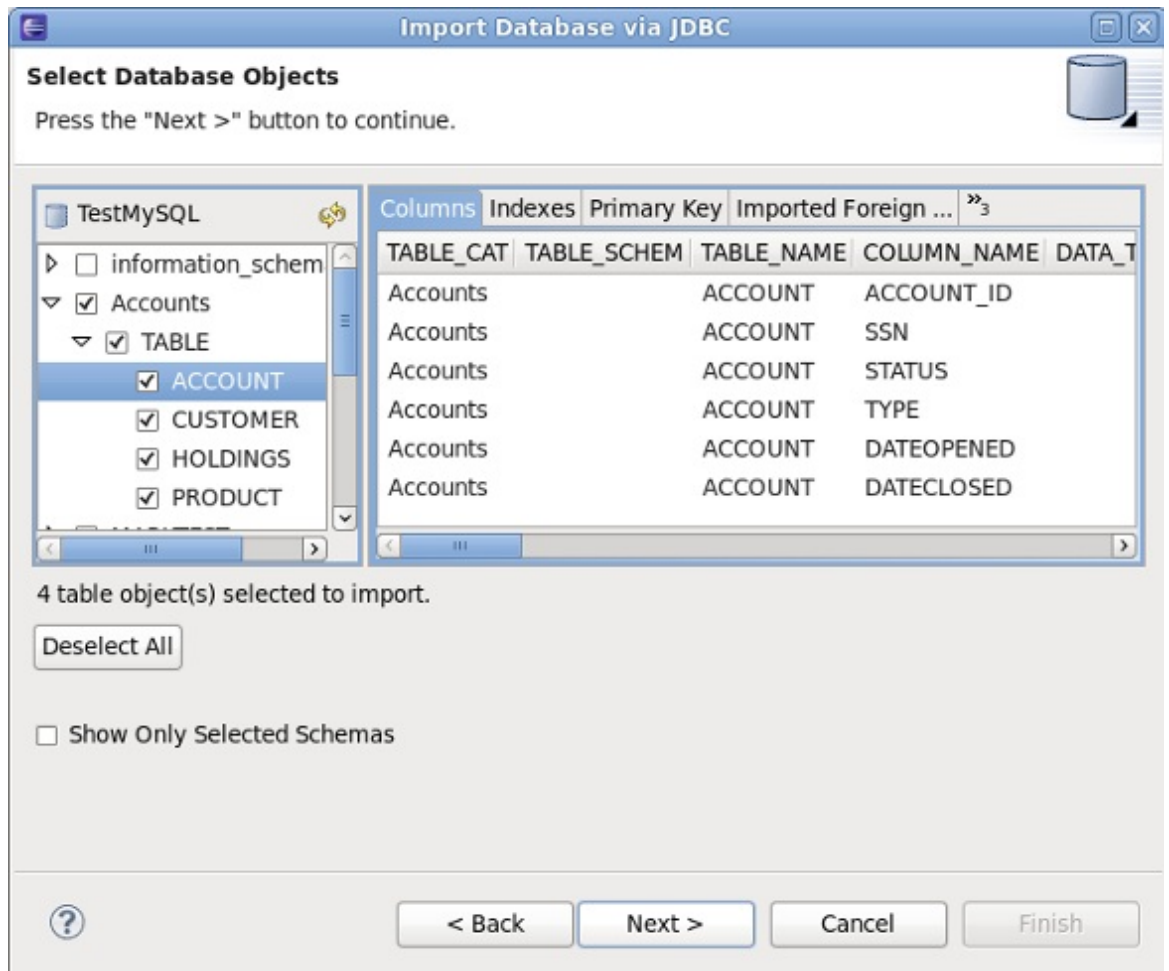 Import Database via JDBC
Select Database Objects
Press the "Next >" button to continue.
TestMySQL
information_schem
Accounts
TABLE
ACCOUNT
CUSTOMER
HOLDINGS
PRODUCT
Columns Indexes Primary Key Imported Foreign ... »3
TABLE_CAT TABLE_SCHEM TABLE_NAME COLUMN_NAME DATA_T
Accounts ACCOUNT ACCOUNT_ID
Accounts ACCOUNT SSN
Accounts ACCOUNT STATUS
Accounts ACCOUNT TYPE
Accounts ACCOUNT DATEOPENED
Accounts ACCOUNT DATECLOSED
4 table object(s) selected to import.
Deselect All
Show Only Selected Schemas
? < Back Next > Cancel Finish